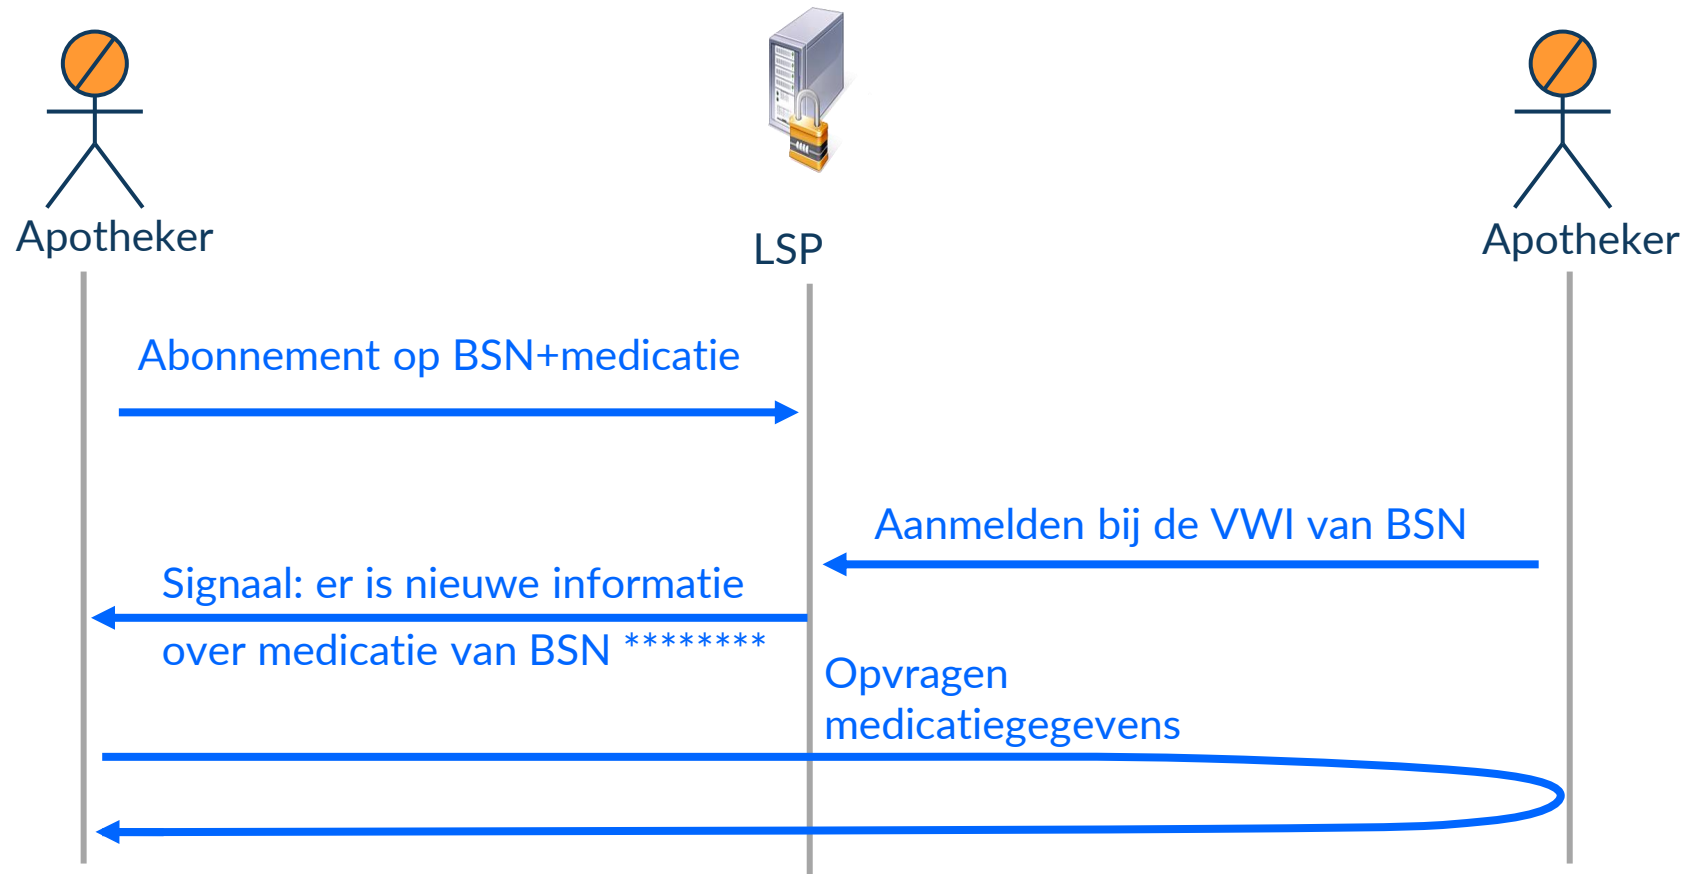 Apotheker
LSP
Apotheker
Abonnement op BSN+medicatie
Aanmelden bij de VWI van BSN
Signaal: er is nieuwe informatie
over medicatie van BSN ********
Opvragen
medicatiegegevens